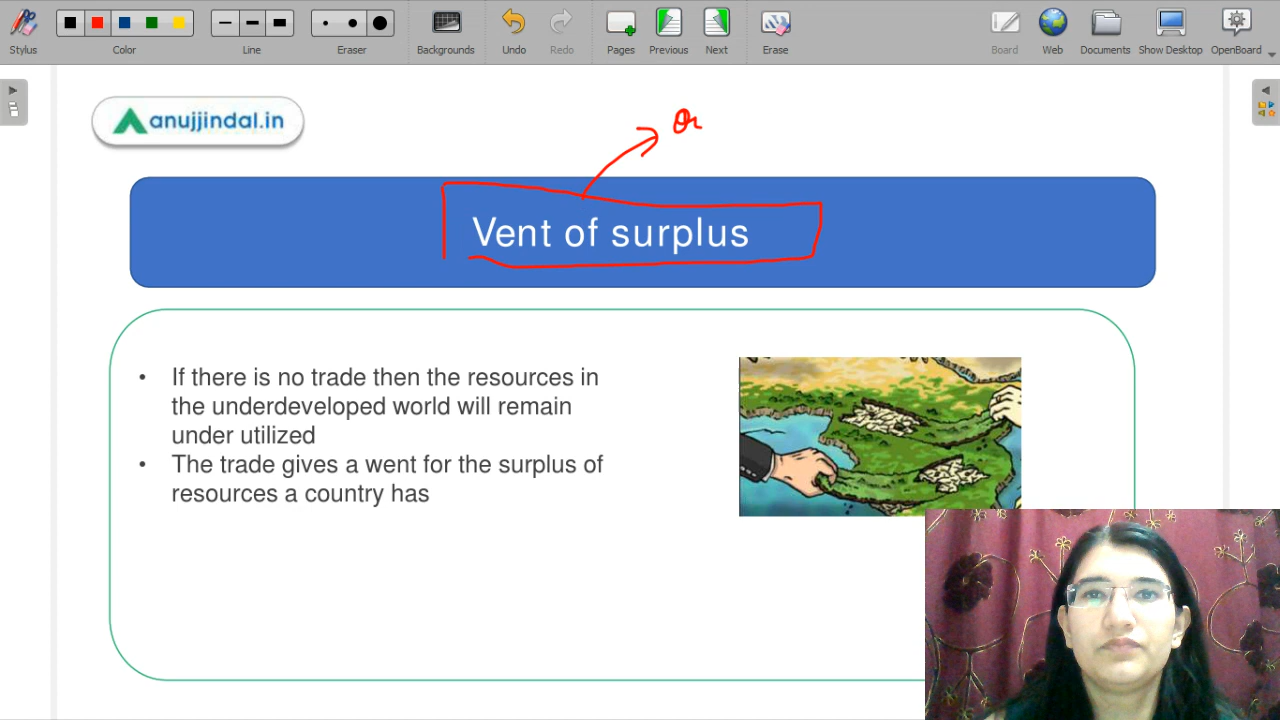 Stylus
Color
Line
Eraser
Backgrounds
Undo
Redo
Pages
Previous
Next
Erase
Board
Web
Documents
Show Desktop
OpenBoard
anujjindal.in
Vent of surplus
• If there is no trade then the resources in
the underdeveloped world will remain
under utilized
• The trade gives a went for the surplus of
resources a country has